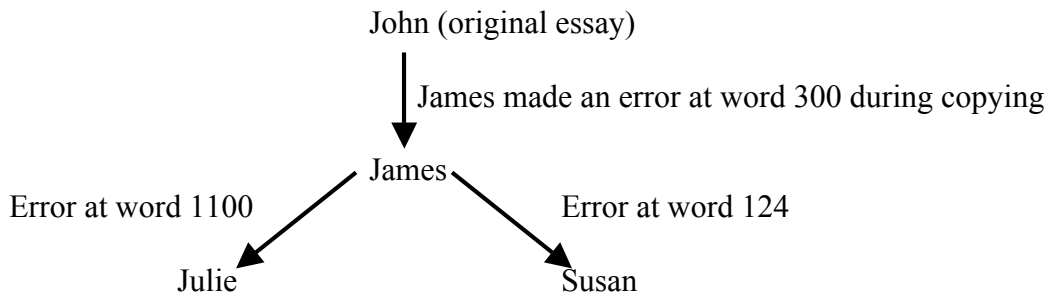 John (original essay)
James made an error at word 300 during copying
James
Error at word 1100
Error at word 124
Julie
Susan